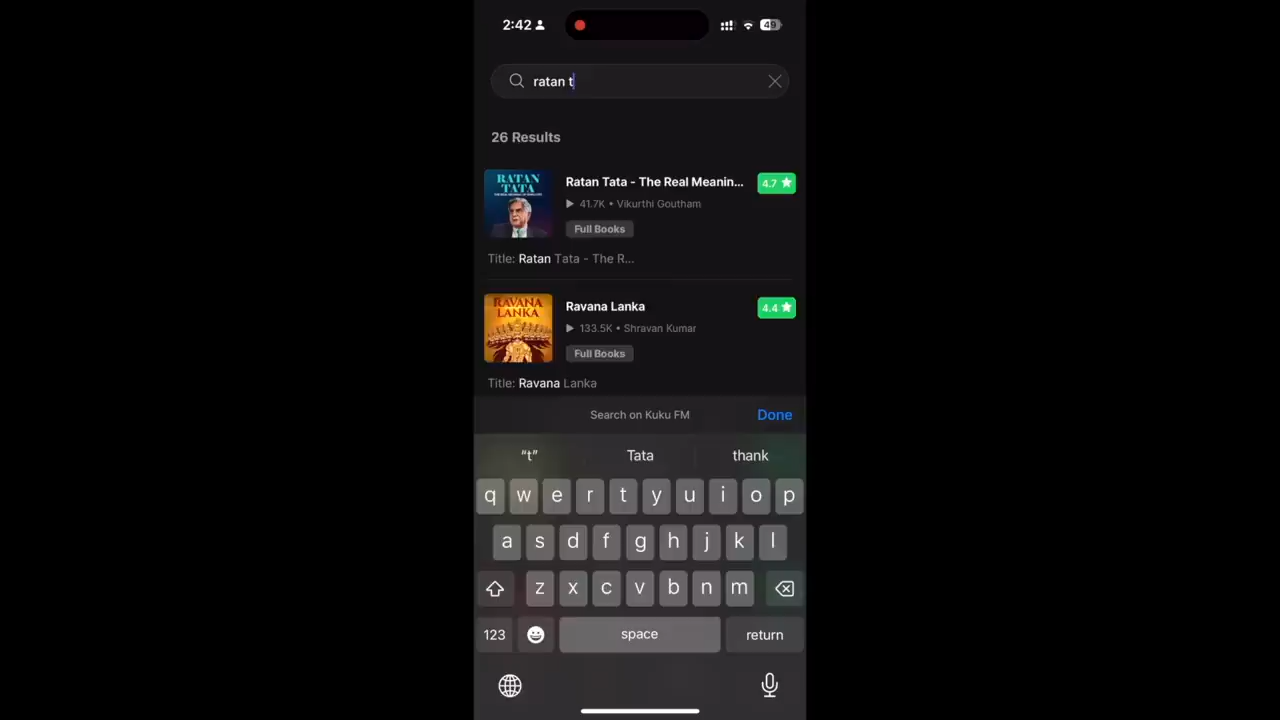 2:42
49
ratan t
26 Results
RATAN
TATA
Ratan Tata - The Real Meanin...
4.7
41.7K • Vikurthi Goutham
Full Books
Title: Ratan Tata - The R...
RAVANA
LANKA
Ravana Lanka
4.4
133.5K • Shravan Kumar
Full Books
Title: Ravana Lanka
Search on Kuku FM
Done
“t”
Tata
thank
q w e r t y u i o p
a s d f g h j k l
z x c v b n m
123
space
return